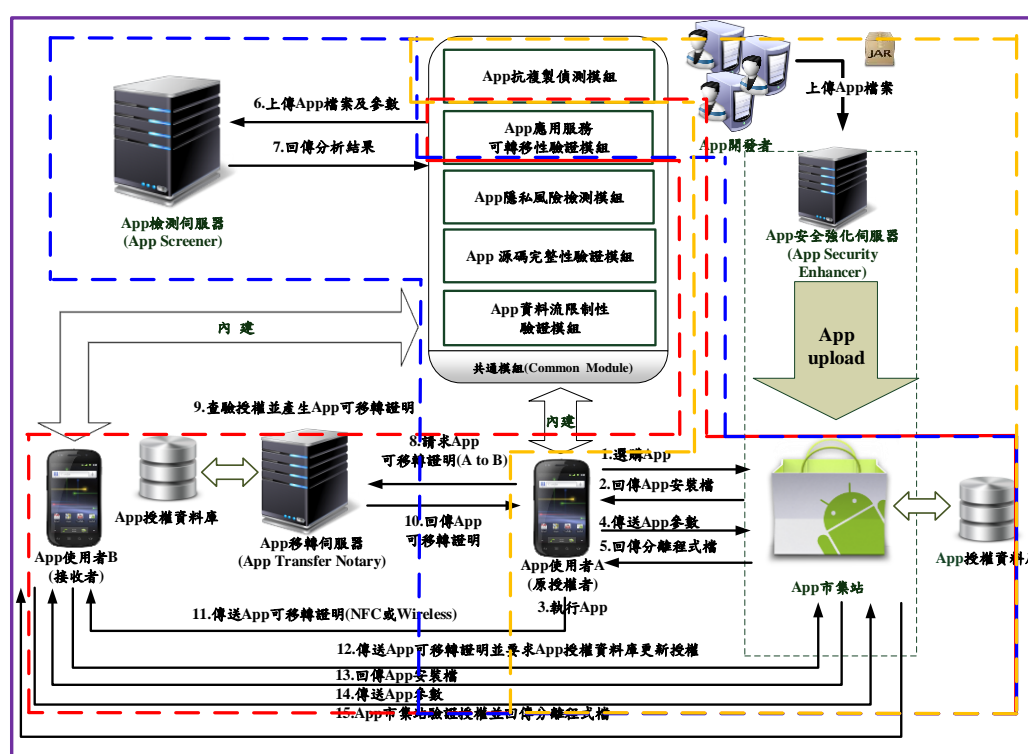 App抗複製偵測模組
JAR
6.上傳App檔案及參數
上傳App檔案
App應用服務
可轉移性驗證模組
7.回傳分析結果
App開發者
App隱私風險檢測模組
App檢測伺服器
(App Screener)
App安全強化伺服器
(App Security
Enhancer)
App 源碼完整性驗證模組
App資料流限制性
驗證模組
內 建
App
upload
共通模組(Common Module)
9.查驗授權並產生App可移轉證明
內建
8.請求App
可移轉證明(A to B)
1.選購App
2.回傳App安裝檔
4.傳送App參數
5.回傳分離程式檔
10.回傳App
可移轉證明
App授權資料庫
App移轉伺服器
(App Transfer Notary)
App使用者B
(接收者)
App使用者A
(原授權者)
App市集站
App授權資料庫
3.執行App
11.傳送App可移轉證明(NFC或Wireless)
12.傳送App可移轉證明並要求App授權資料庫更新授權
13.回傳App安裝檔
14.傳送App參數
15.App市集站驗證授權並回傳分離程式檔